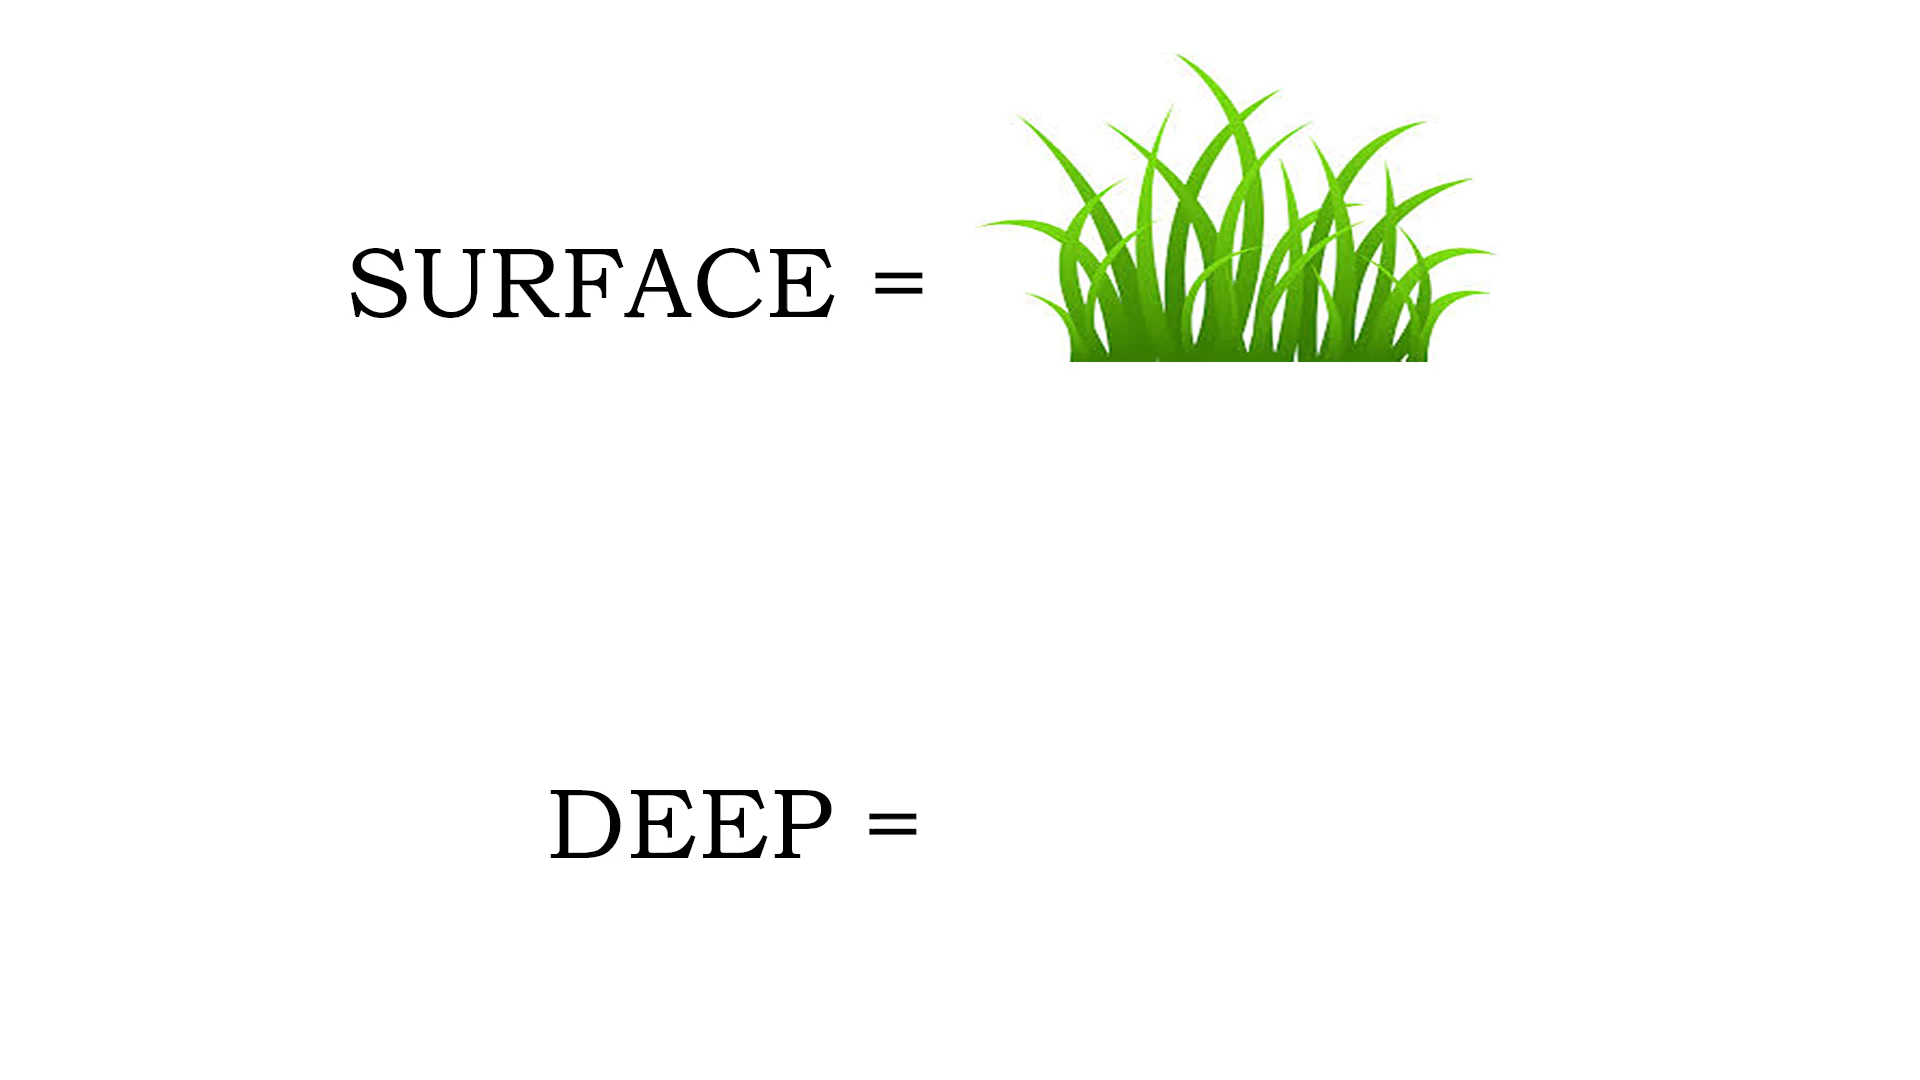 SURFACE =
DEEP =